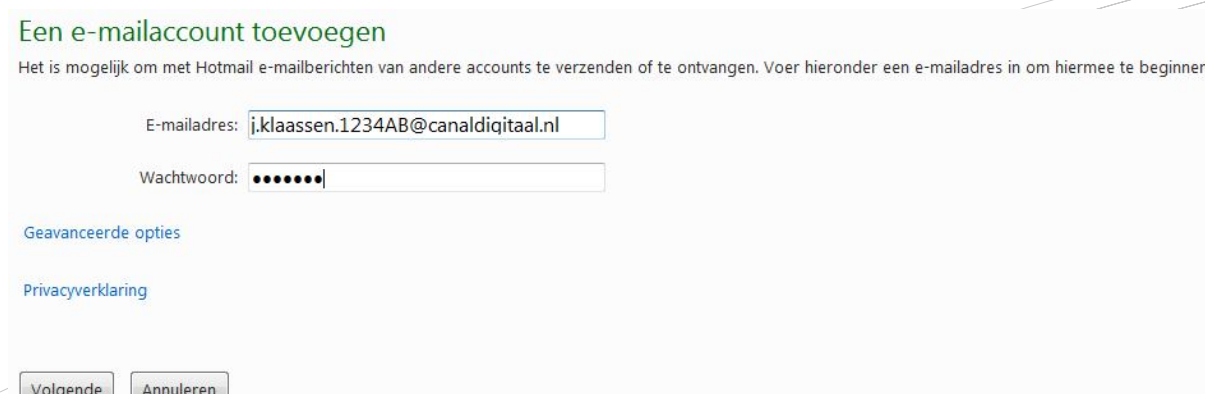 Een e-mailaccount toevoegen
Het is mogelijk om met Hotmail e-mailberichten van andere accounts te verzenden of te ontvangen. Voer hieronder een e-mailadres in om hiermee te beginner
E-mailadres: j.klaassen.1234AB@canaldigitaal.nl
Wachtwoord: •••••••
Geavanceerde opties
Privacyverklaring
Volgende Annuleren